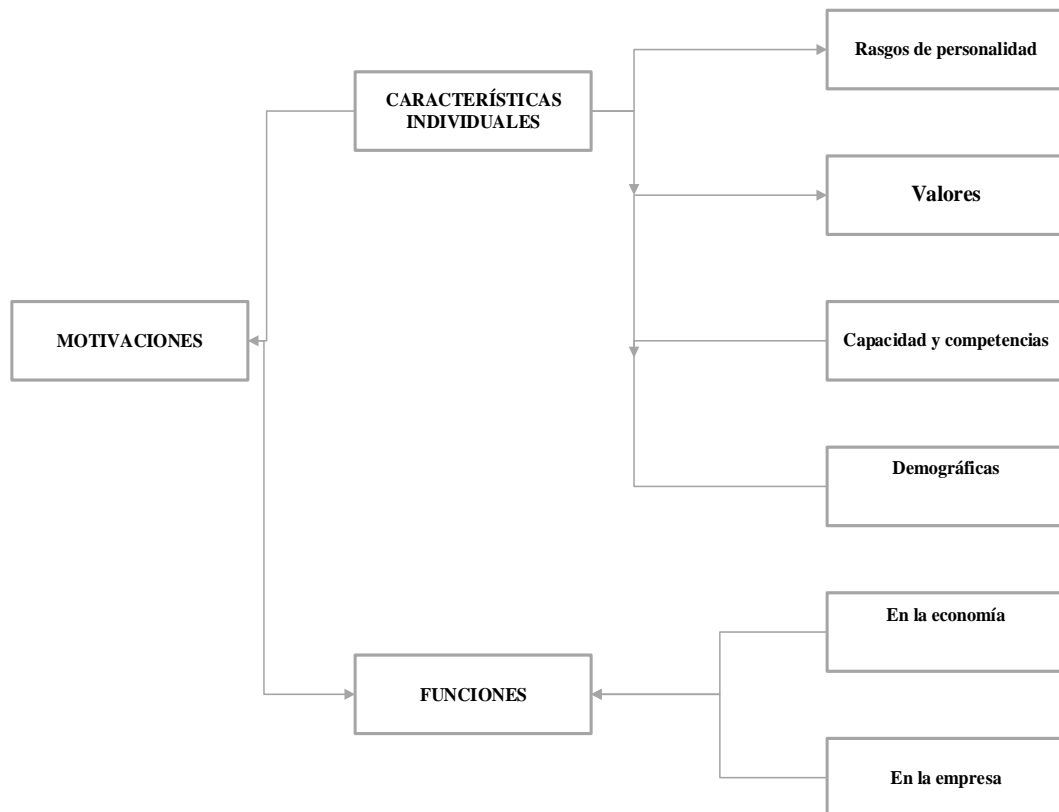 Rasgos de personalidad
CARACTERÍSTICAS
INDIVIDUALES
Valores
MOTIVACIONES
Capacidad y competencias
Demográficas
En la economía
FUNCIONES
En la empresa